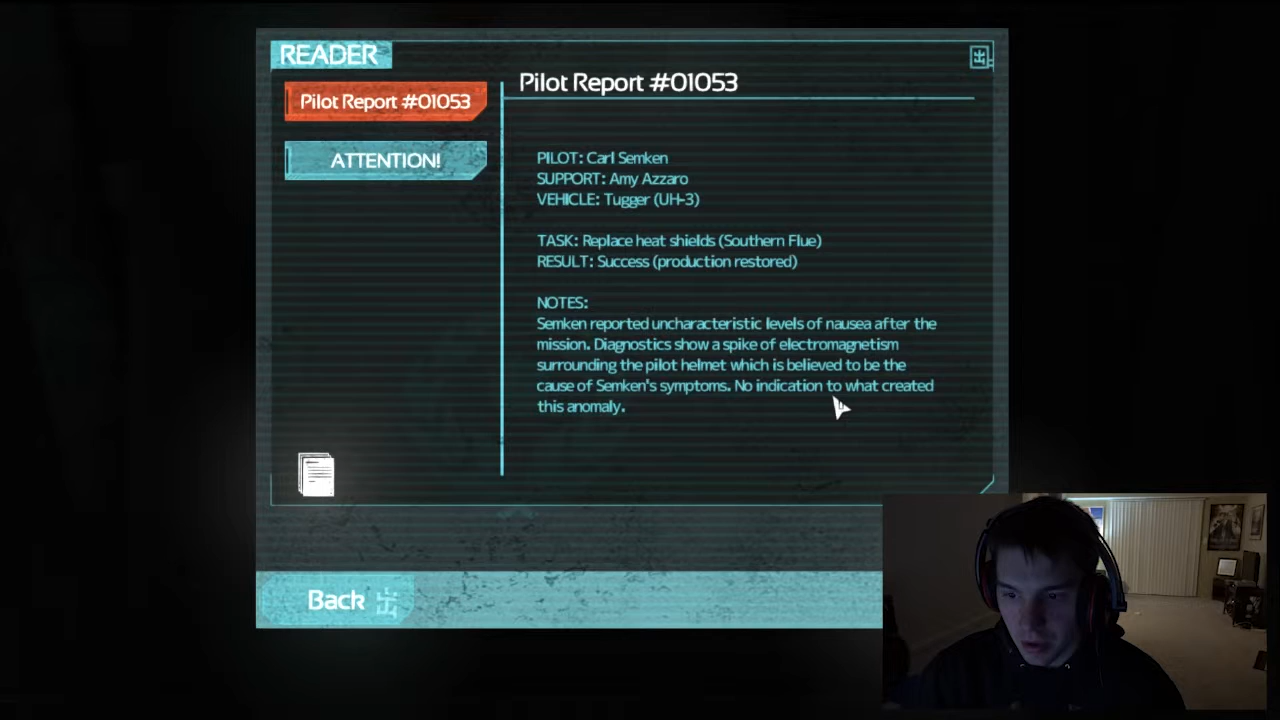 READER
Pilot Report #01053
ATTENTION!
Pilot Report #01053
PILOT: Carl Semken
SUPPORT: Amy Azzaro
VEHICLE: Tugger (UH-3)
TASK: Replace heat shields (Southern Flue)
RESULT: Success (production restored)
NOTES:
Semken reported uncharacteristic levels of nausea after the
mission. Diagnostics show a spike of electromagnetism
surrounding the pilot helmet which is believed to be the
cause of Semken's symptoms. No indication to what created
this anomaly.
Back